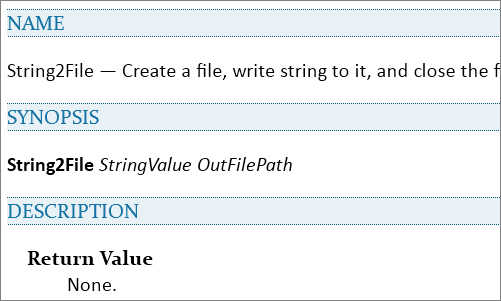 NAME
String2File — Create a file, write string to it, and close the
SYNOPSIS
String2File StringValue OutFilePath
DESCRIPTION
Return Value
None.